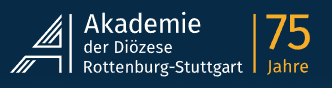 Akademie
der Diözese
Rottenburg-Stuttgart
75
Jahre